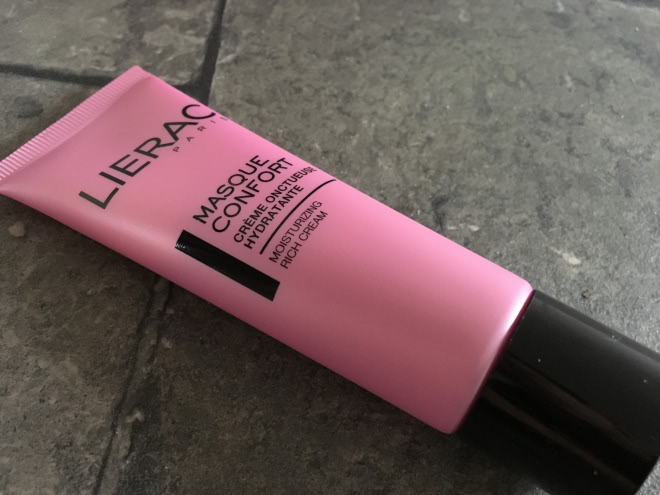 LIERAC
PARIS
MASQUE
CONFORT
CRÈME ONCTUEUSE
HYDRATANTE
MOISTURIZING
RICH CREAM